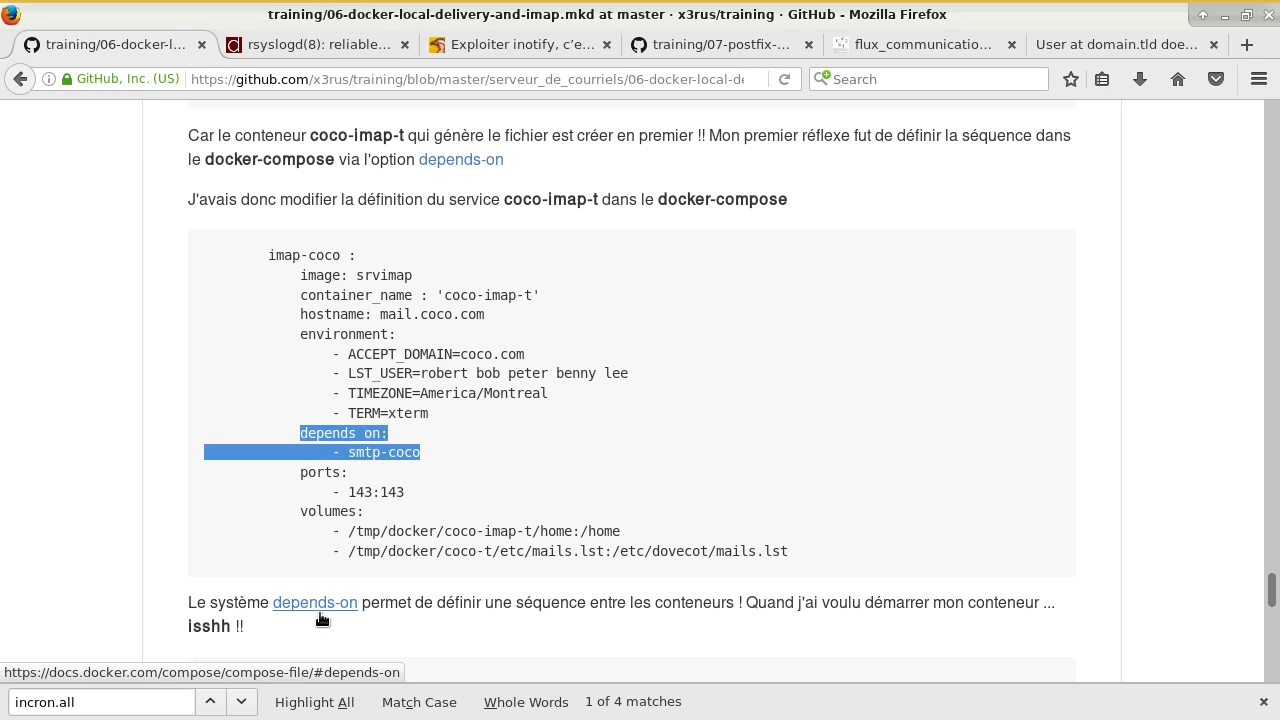 training/06-docker-local-delivery-and-imap.mkd at master · x3rus/training · GitHub - Mozilla Firefox
training/06-docker-l... × rsyslogd(8): reliable... × Exploiter inotify, c'e... × training/07-postfix-... × flux_communicatio... × User at domain.tld doe... × +
GitHub, Inc. (US) https://github.com/x3rus/training/blob/master/serveur_de_courriels/06-docker-local-de Search
Car le conteneur coco-imap-t qui génère le fichier est créer en premier !! Mon premier réflexe fut de définir la séquence dans
le docker-compose via l'option depends-on
J'avais donc modifier la définition du service coco-imap-t dans le docker-compose
imap-coco :
image: srvimap
container_name : 'coco-imap-t'
hostname: mail.coco.com
environment:
- ACCEPT_DOMAIN=coco.com
- LST_USER=robert bob peter benny lee
- TIMEZONE=America/Montreal
- TERM=xterm
depends_on:
- smtp-coco
ports:
- 143:143
volumes:
- /tmp/docker/coco-imap-t/home:/home
- /tmp/docker/coco-t/etc/mails.lst:/etc/dovecot/mails.lst
Le système depends-on permet de définir une séquence entre les conteneurs ! Quand j'ai voulu démarrer mon conteneur ...
isshh !!
https://docs.docker.com/compose/compose-file/#depends-on
incron.all Highlight All Match Case Whole Words 1 of 4 matches ×